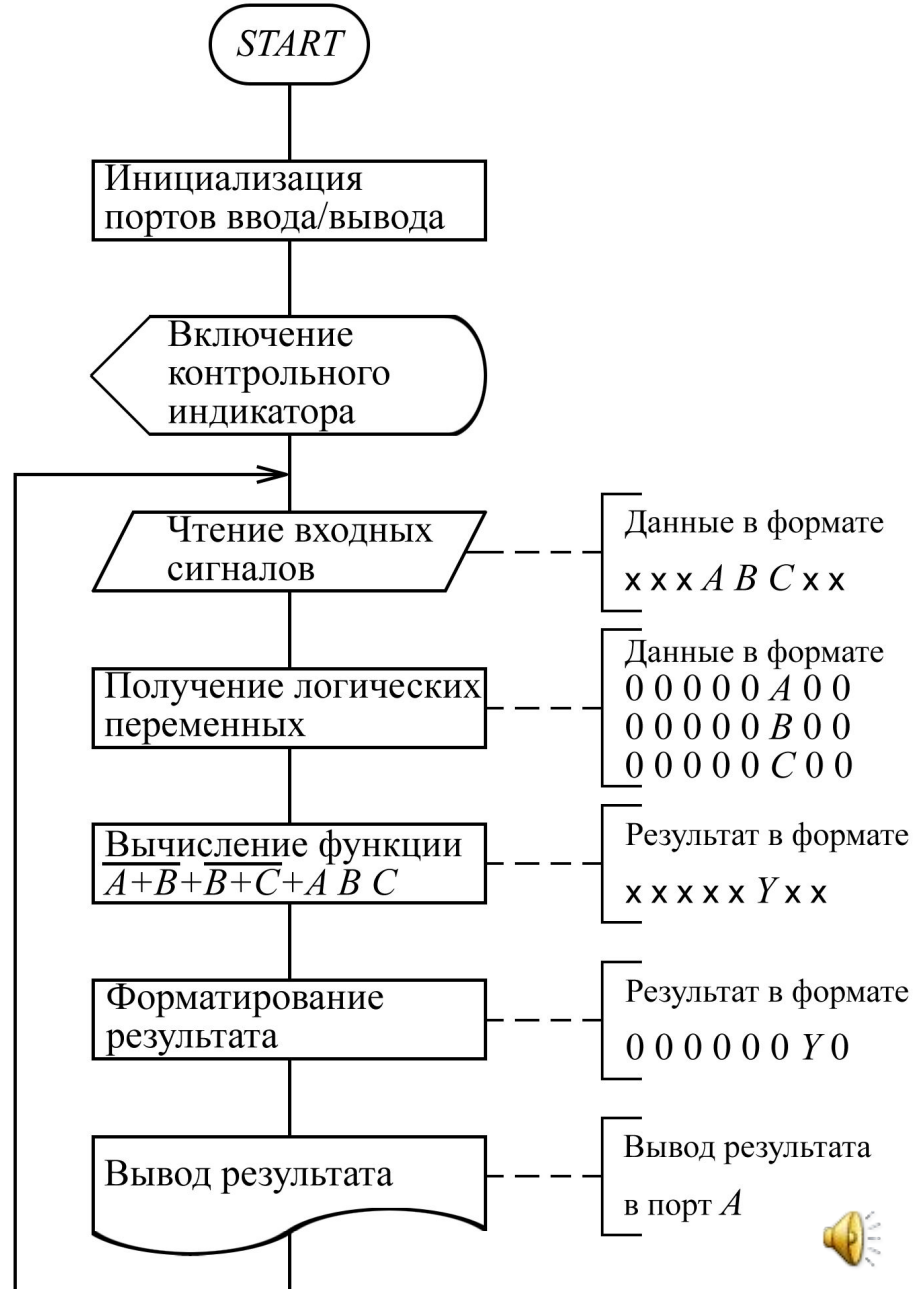 START
Инициализация
портов ввода/вывода
Включение
контрольного
индикатора
Чтение входных
сигналов
Данные в формате
x x x A B C x x
Получение логических
переменных
Данные в формате
0 0 0 0 0 A 0 0
0 0 0 0 0 B 0 0
0 0 0 0 0 C 0 0
Вычисление функции
A̅+̅B̅+B̅+̅C̅+A B C
Результат в формате
x x x x x Y x x
Форматирование
результата
Результат в формате
0 0 0 0 0 0 Y 0
Вывод результата
Вывод результата
в порт A